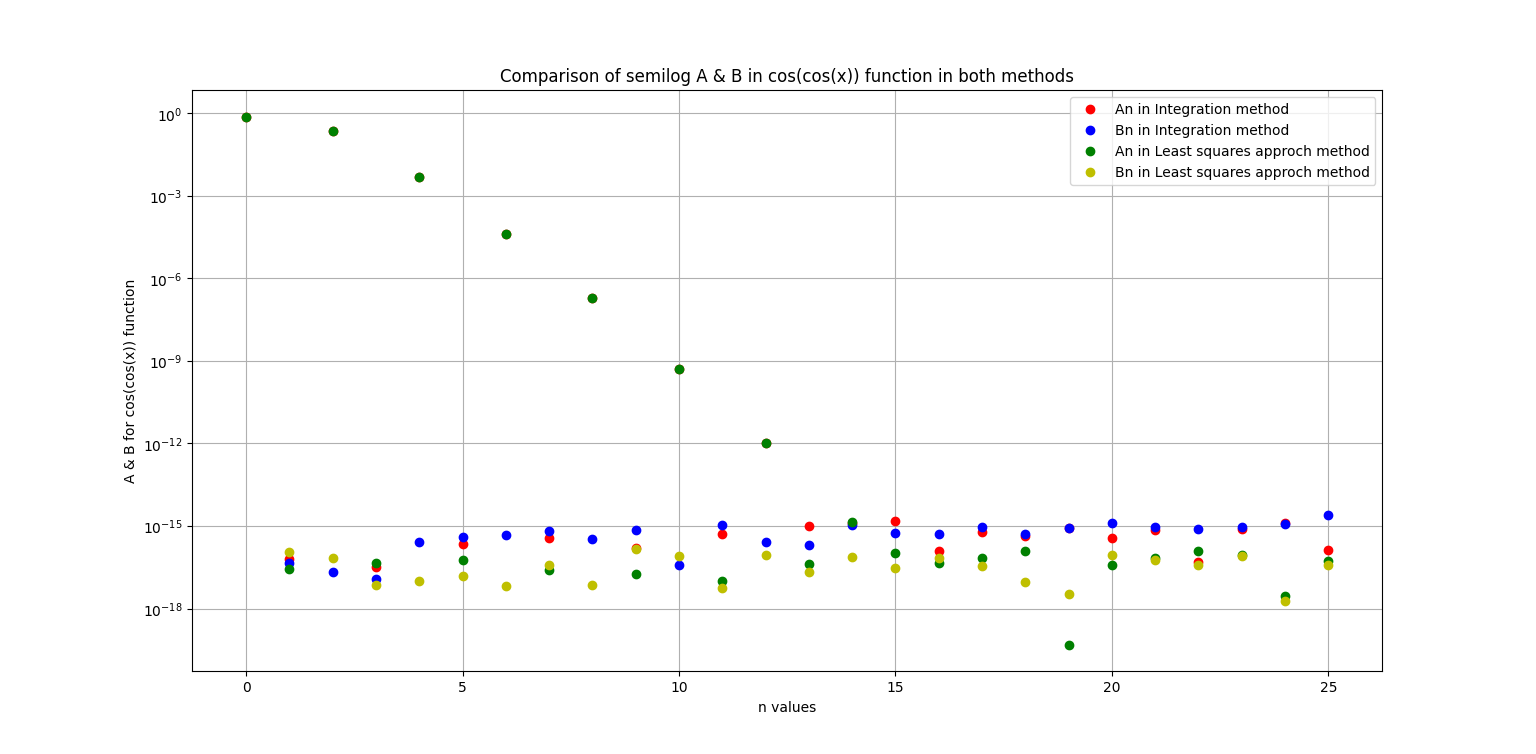 Comparison of semilog A & B in cos(cos(x)) function in both methods
An in Integration method
Bn in Integration method
An in Least squares approch method
Bn in Least squares approch method
A & B for cos(cos(x)) function
10⁰
10⁻³
10⁻⁶
10⁻⁹
10⁻¹²
10⁻¹⁵
10⁻¹⁸
0 5 10 15 20 25
n values